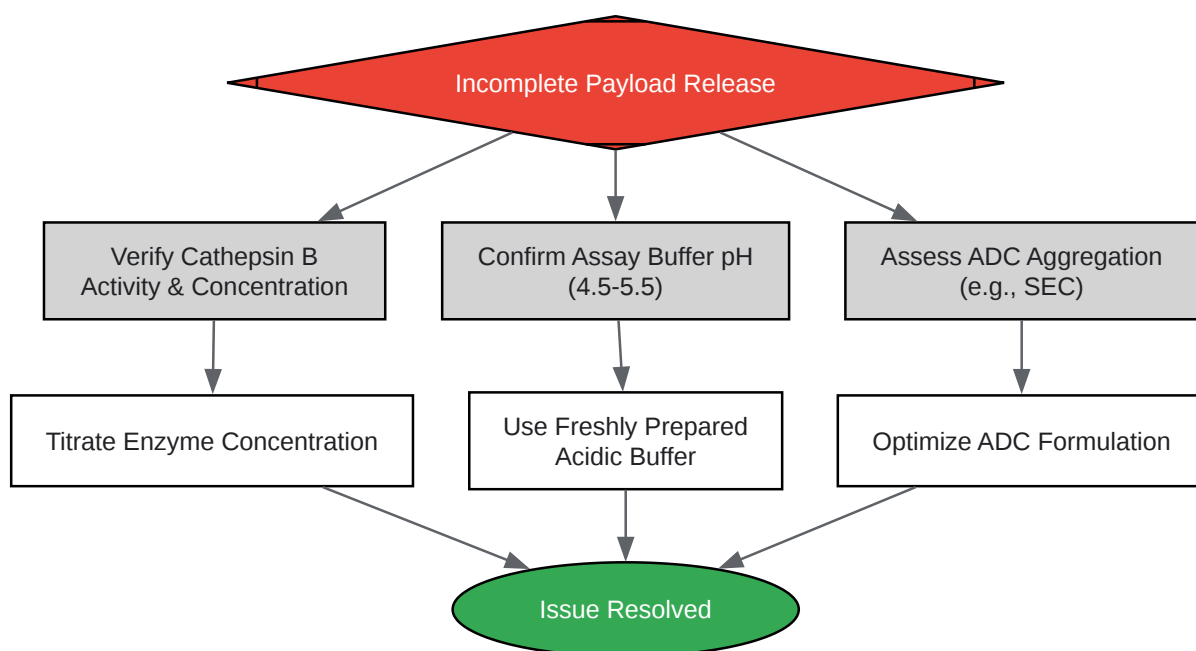 Incomplete Payload Release
Verify Cathepsin B
Activity & Concentration
Confirm Assay Buffer pH
(4.5-5.5)
Assess ADC Aggregation
(e.g., SEC)
Titrate Enzyme Concentration
Use Freshly Prepared
Acidic Buffer
Optimize ADC Formulation
Issue Resolved